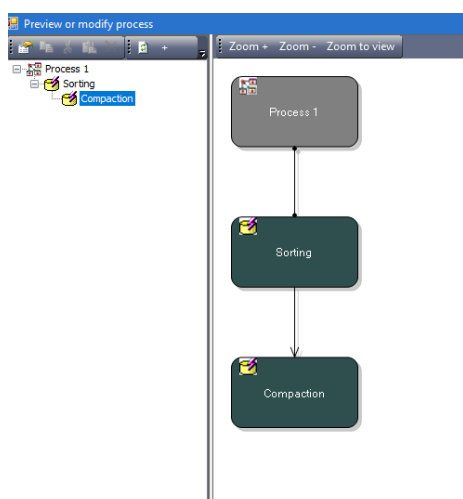 Preview or modify process
+
Zoom + Zoom - Zoom to view
Process 1
Sorting
Compaction
Process 1
Sorting
Compaction